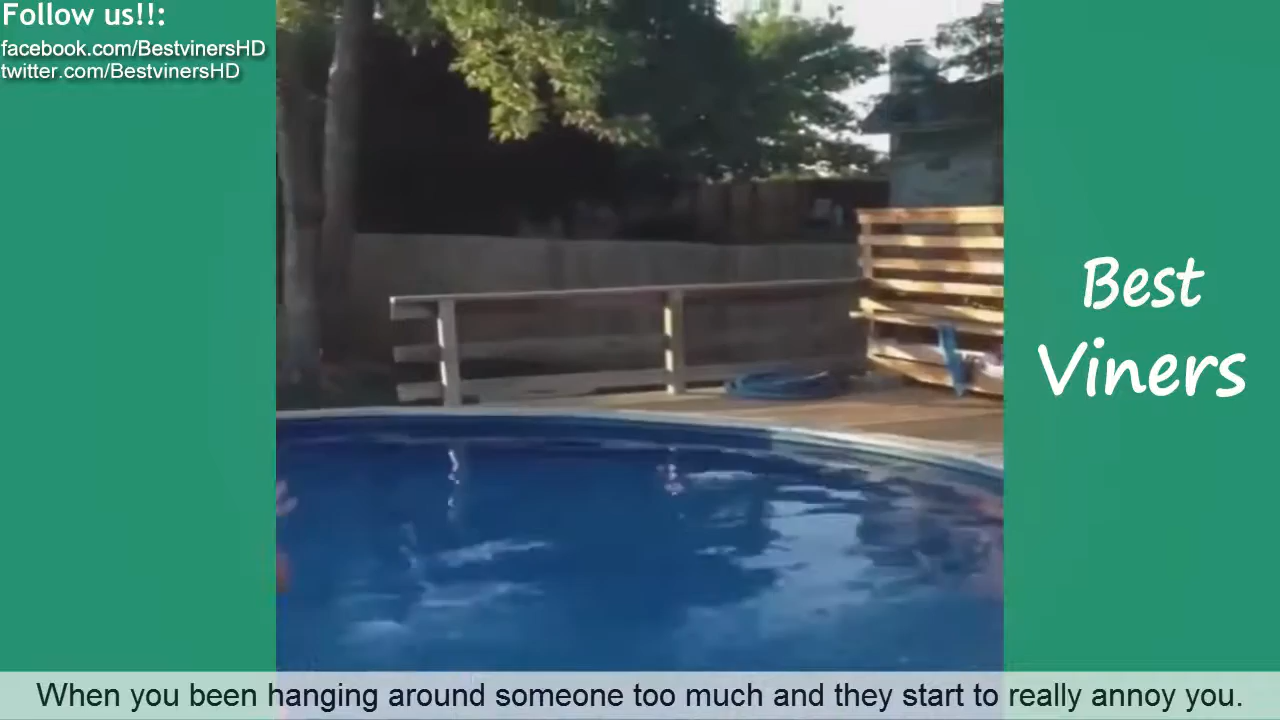 Follow us!!:
facebook.com/BestvinersHD
twitter.com/BestvinersHD
Best
Viners
When you been hanging around someone too much and they start to really annoy you.